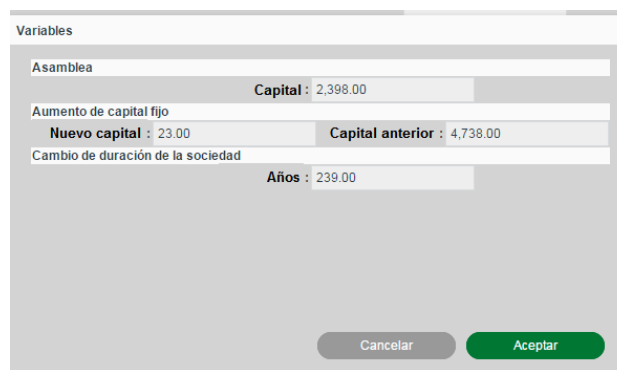 Variables
Asamblea
Capital : 2,398.00
Aumento de capital fijo
Nuevo capital : 23.00 Capital anterior : 4,738.00
Cambio de duración de la sociedad
Años : 239.00
Cancelar Aceptar